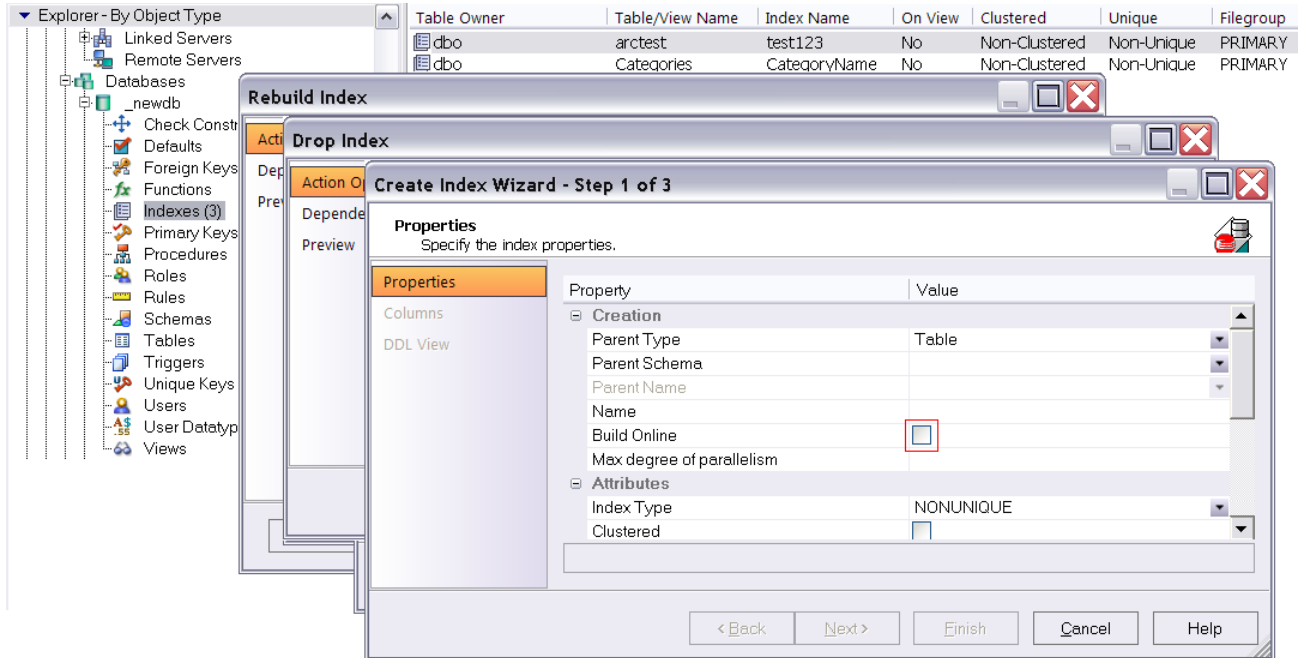 Explorer - By Object Type
Linked Servers
Remote Servers
Databases
_newdb
Check Constr
Defaults
Foreign Keys
Functions
Indexes (3)
Primary Keys
Procedures
Roles
Rules
Schemas
Tables
Triggers
Unique Keys
Users
User Datatyp
Views
Table Owner Table/View Name Index Name On View Clustered Unique Filegroup
dbo arctest test123 No Non-Clustered Non-Unique PRIMARY
dbo Categories CategoryName No Non-Clustered Non-Unique PRIMARY
Rebuild Index
Acti
Dep
Prev
Drop Index
Action Op
Depende
Preview
Create Index Wizard - Step 1 of 3
Properties
Specify the index properties.
Properties
Columns
DDL View
Property Value
Creation
Parent Type Table
Parent Schema
Parent Name
Name
Build Online
Max degree of parallelism
Attributes
Index Type NONUNIQUE
Clustered
< Back Next > Finish Cancel Help